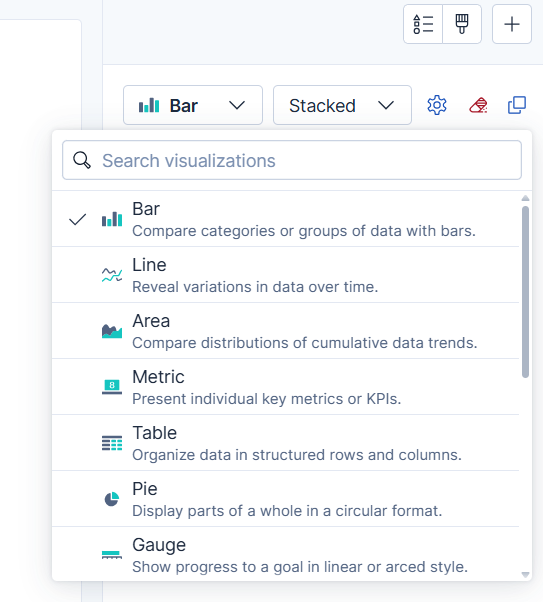 Bar
Stacked
Search visualizations
Bar
Compare categories or groups of data with bars.
Line
Reveal variations in data over time.
Area
Compare distributions of cumulative data trends.
8
Metric
Present individual key metrics or KPIs.
Table
Organize data in structured rows and columns.
Pie
Display parts of a whole in a circular format.
Gauge
Show progress to a goal in linear or arced style.